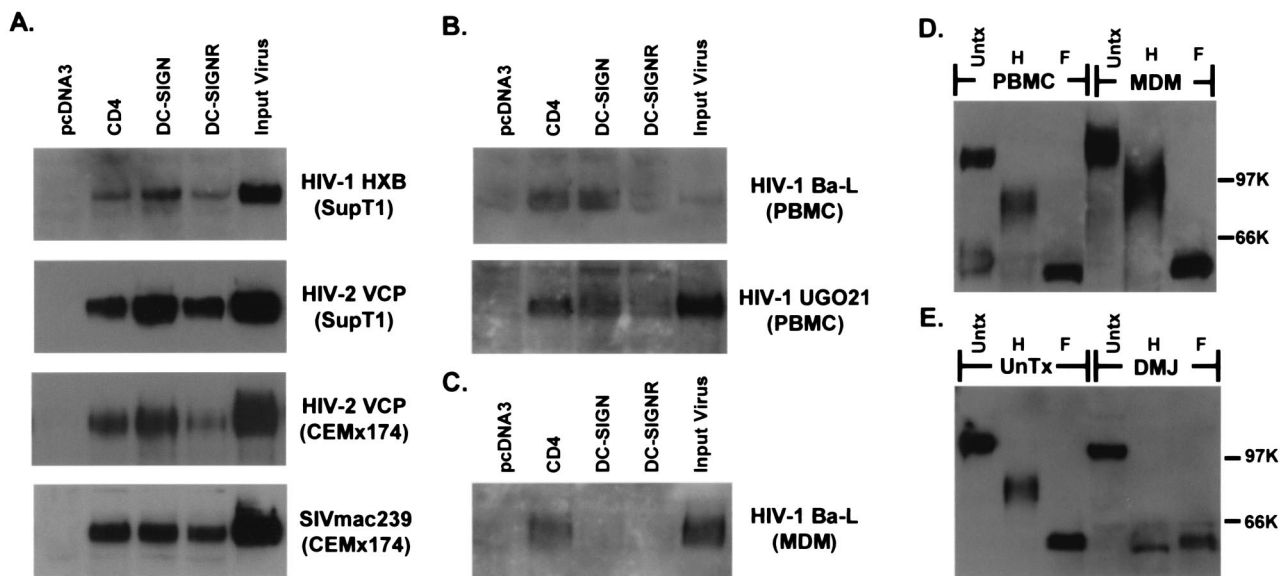 A.
pcDNA3
CD4
DC-SIGN
DC-SIGNR
Input Virus
HIV-1 HXB
(SupT1)
HIV-2 VCP
(SupT1)
HIV-2 VCP
(CEMx174)
SIVmac239
(CEMx174)
B.
pcDNA3
CD4
DC-SIGN
DC-SIGNR
Input Virus
HIV-1 Ba-L
(PBMC)
HIV-1 UGO21
(PBMC)
C.
pcDNA3
CD4
DC-SIGN
DC-SIGNR
Input Virus
HIV-1 Ba-L
(MDM)
D.
Untx H F Untx H F
PBMC MDM
97K
66K
E.
Untx H F Untx H F
UnTx DMJ
97K
66K